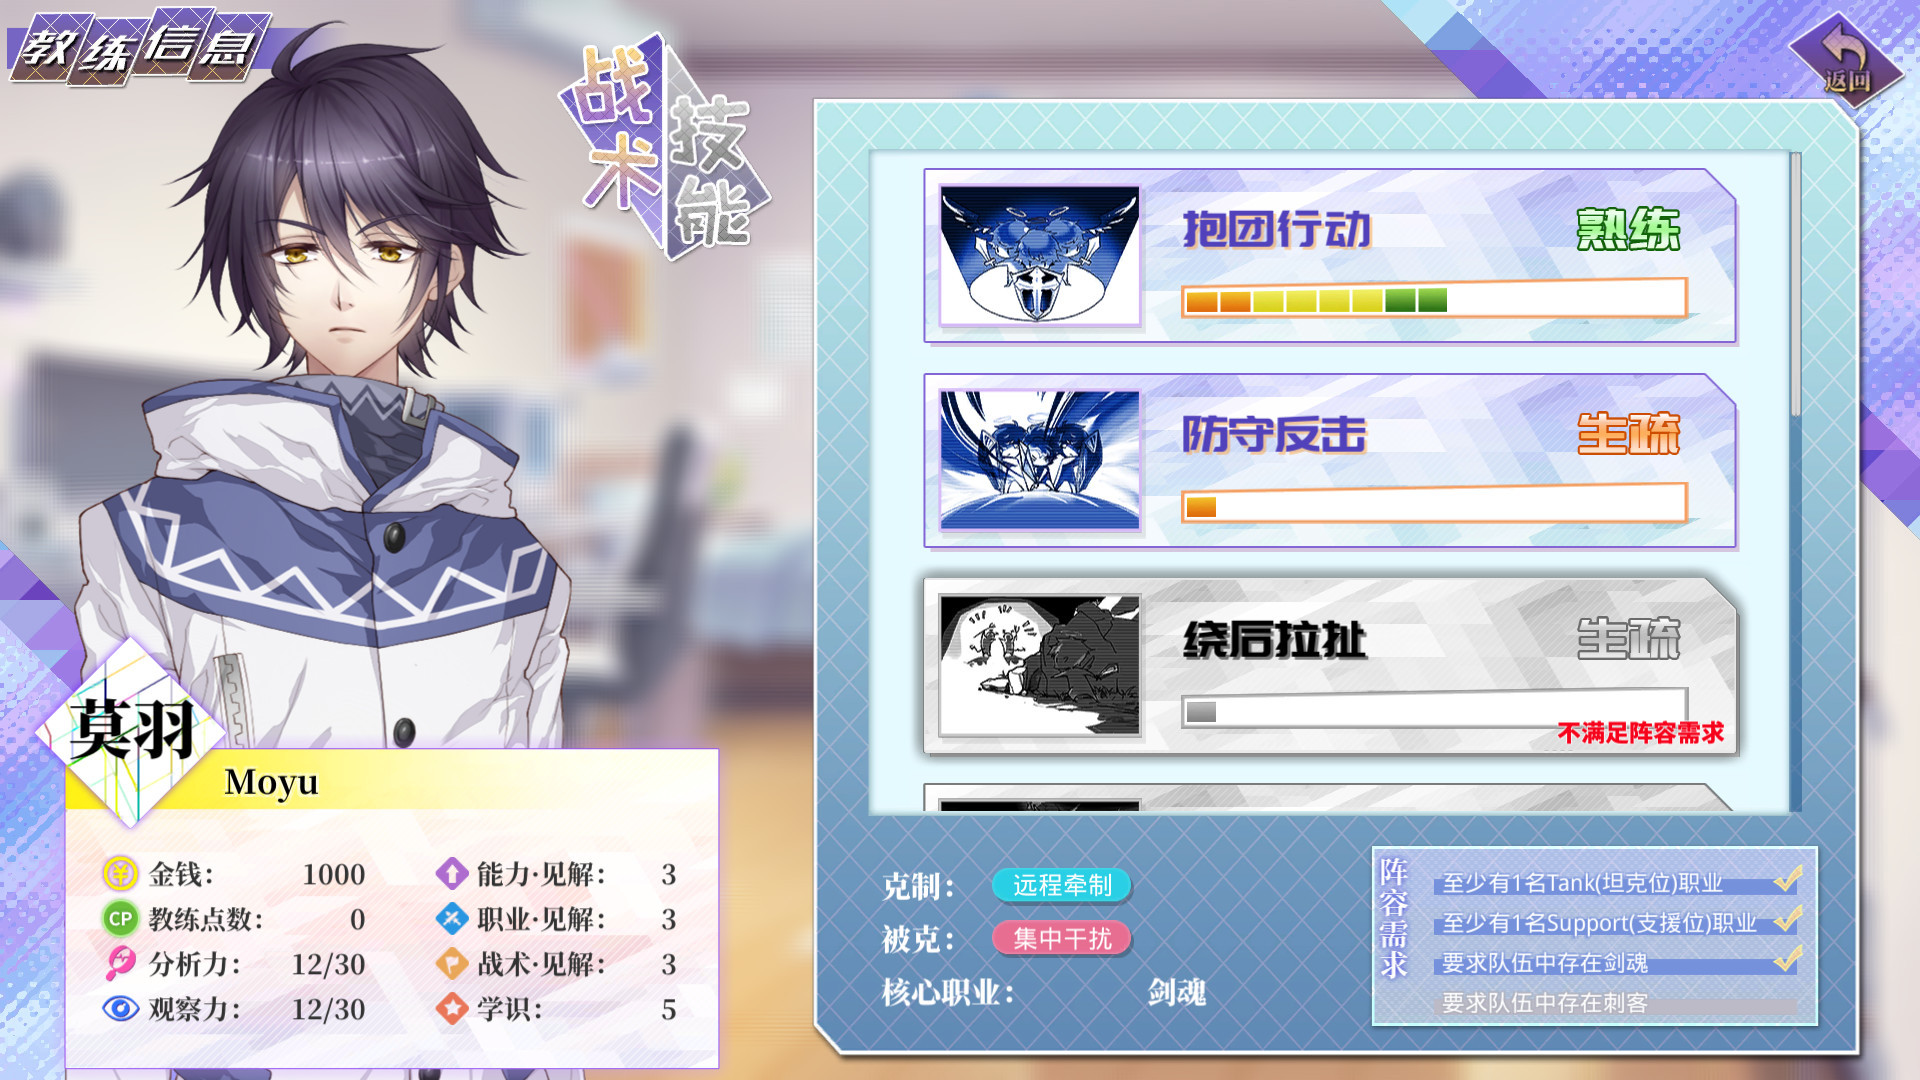 教练信息
返回
战术
技能
抱团行动
熟练
防守反击
生疏
绕后拉扯
生疏
不满足阵容需求
莫羽
Moyu
金钱: 1000
能力·见解: 3
CP 教练点数: 0
职业·见解: 3
分析力: 12/30
战术·见解: 3
观察力: 12/30
学识: 5
克制: 远程牵制
被克: 集中干扰
核心职业: 剑魂
阵容需求
至少有1名Tank(坦克位)职业
至少有1名Support(支援位)职业
要求队伍中存在剑魂
要求队伍中存在刺客